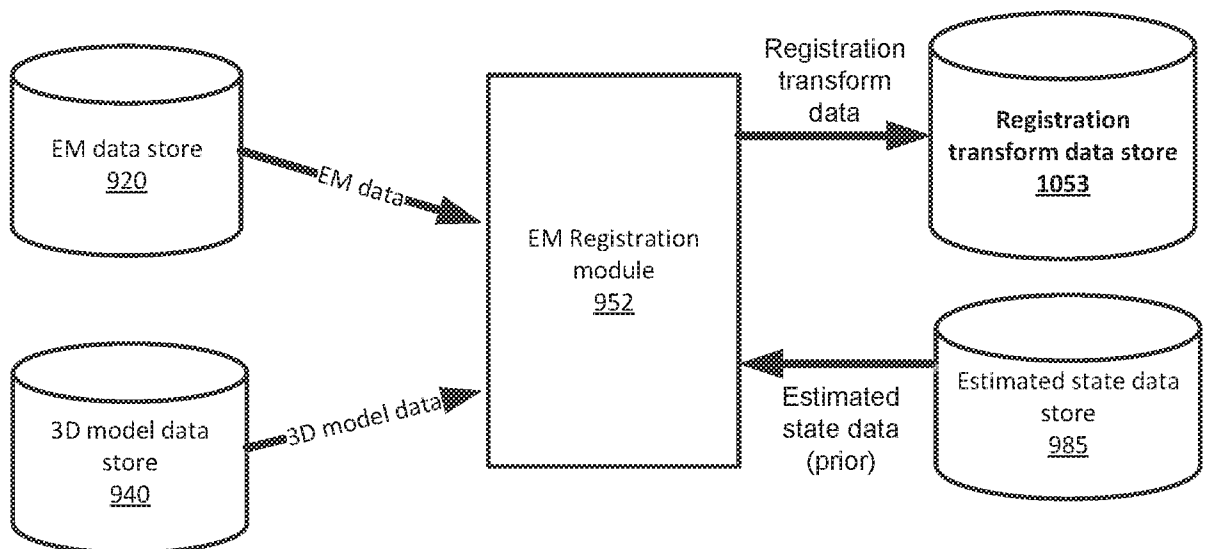 EM data store
920
EM data
3D model data
store
940
3D model data
EM Registration
module
952
Registration
transform
data
Registration
transform data store
1053
Estimated
state data
(prior)
Estimated state data
store
985